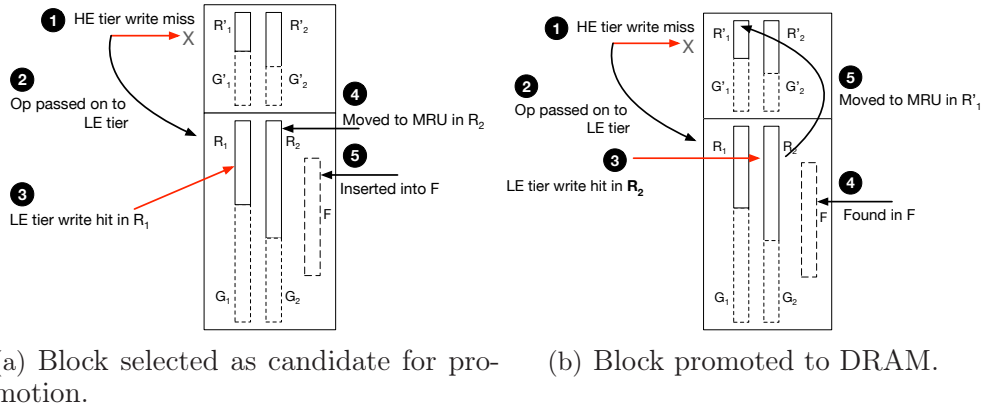 1 HE tier write miss
X
R'1
R'2
G'1
G'2
2
Op passed on to
LE tier
4
Moved to MRU in R2
R1
R2
5
Inserted into F
3
LE tier write hit in R1
F
G1
G2
(a) Block selected as candidate for pro-
motion.
1
HE tier write miss
X
R'1
R'2
G'1
G'2
2
Op passed on to
LE tier
5
Moved to MRU in R'1
R1
R2
3
LE tier write hit in R2
4
Found in F
F
G1
G2
(b) Block promoted to DRAM.